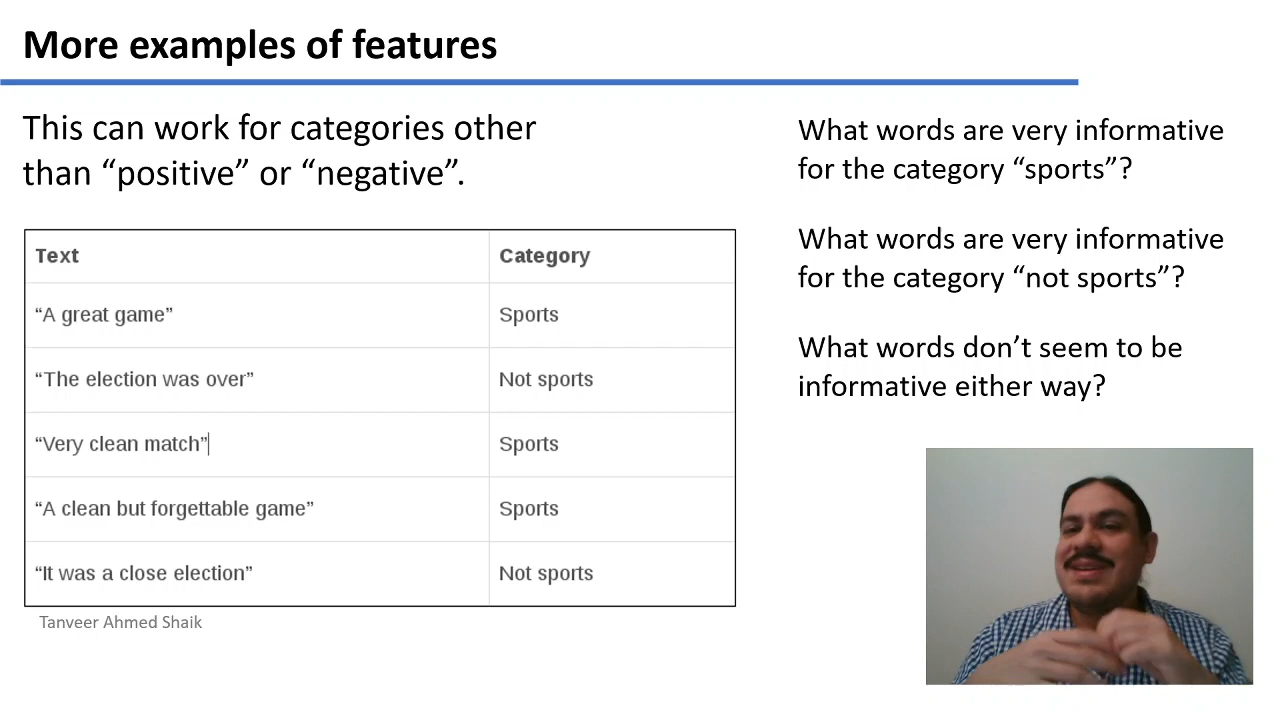 More examples of features
This can work for categories other
than “positive” or “negative”.
Text Category
“A great game” Sports
“The election was over” Not sports
“Very clean match” Sports
“A clean but forgettable game” Sports
“It was a close election” Not sports
Tanveer Ahmed Shaik
What words are very informative
for the category “sports”?
What words are very informative
for the category “not sports”?
What words don’t seem to be
informative either way?